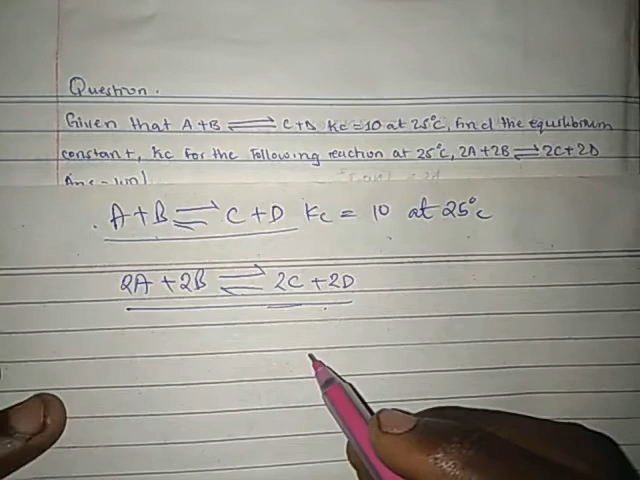 Question.
Given that A+B ⇌ C+D Kc=10 at 25°C, find the equilibrium
constant, Kc for the following reaction at 25°C, 2A+2B ⇌ 2C+2D
A+B ⇌ C+D Kc = 10 at 25°C
2A+2B ⇌ 2C+2D